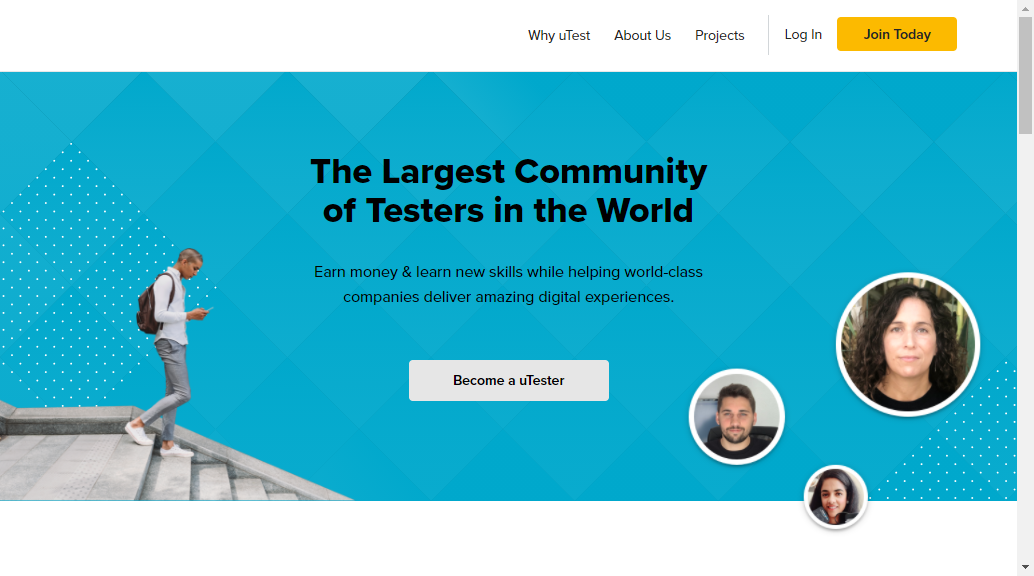 Why uTest
About Us
Projects
Log In
Join Today
The Largest Community
of Testers in the World
Earn money & learn new skills while helping world-class
companies deliver amazing digital experiences.
Become a uTester